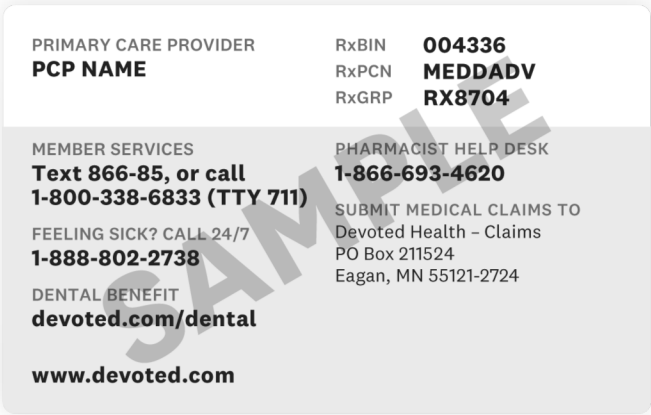 PRIMARY CARE PROVIDER
PCP NAME
RxBIN 004336
RxPCN MEDDADV
RxGRP RX8704
MEMBER SERVICES
Text 866-85, or call
1-800-338-6833 (TTY 711)
FEELING SICK? CALL 24/7
1-888-802-2738
DENTAL BENEFIT
devoted.com/dental
www.devoted.com
PHARMACIST HELP DESK
1-866-693-4620
SUBMIT MEDICAL CLAIMS TO
Devoted Health – Claims
PO Box 211524
Eagan, MN 55121-2724
SAMPLE